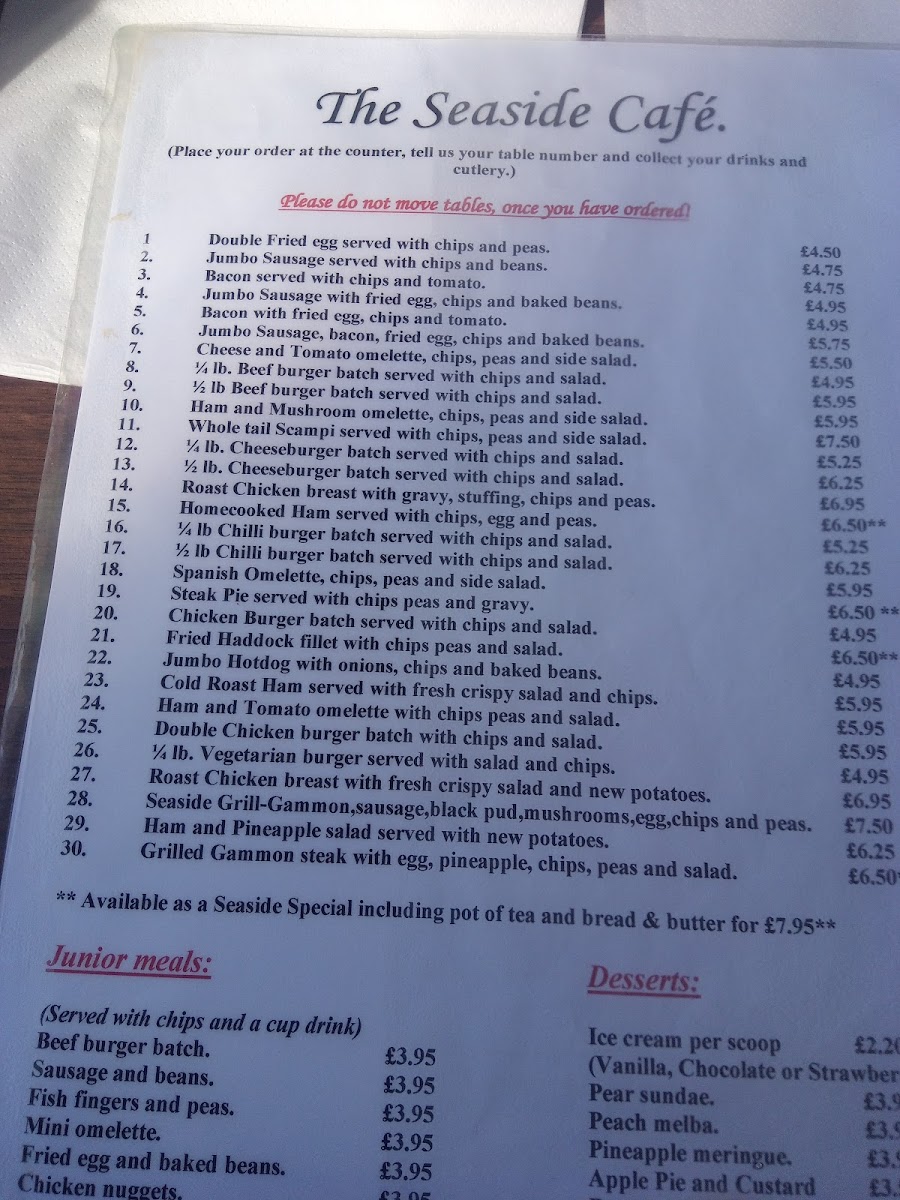 The Seaside Café.
(Place your order at the counter, tell us your table number and collect your drinks and
cutlery.)
Please do not move tables, once you have ordered!
1 Double Fried egg served with chips and peas. £4.50
2. Jumbo Sausage served with chips and beans. £4.75
3. Bacon served with chips and tomato. £4.75
4. Jumbo Sausage with fried egg, chips and baked beans. £4.95
5. Bacon with fried egg, chips and tomato. £4.95
6. Jumbo Sausage, bacon, fried egg, chips and baked beans. £5.75
7. Cheese and Tomato omelette, chips, peas and side salad. £5.50
8. ¼ lb. Beef burger batch served with chips and salad. £4.95
9. ½ lb Beef burger batch served with chips and salad. £5.95
10. Ham and Mushroom omelette, chips, peas and side salad. £5.95
11. Whole tail Scampi served with chips, peas and side salad. £7.50
12. ¼ lb. Cheeseburger batch served with chips and salad. £5.25
13. ½ lb. Cheeseburger batch served with chips and salad. £6.25
14. Roast Chicken breast with gravy, stuffing, chips and peas. £6.95
15. Homecooked Ham served with chips, egg and peas. £6.50**
16. ¼ lb Chilli burger batch served with chips and salad. £5.25
17. ½ lb Chilli burger batch served with chips and salad. £6.25
18. Spanish Omelette, chips, peas and side salad. £5.95
19. Steak Pie served with chips peas and gravy. £6.50 **
20. Chicken Burger batch served with chips and salad. £4.95
21. Fried Haddock fillet with chips peas and salad. £6.50**
22. Jumbo Hotdog with onions, chips and baked beans. £4.95
23. Cold Roast Ham served with fresh crispy salad and chips. £5.95
24. Ham and Tomato omelette with chips peas and salad. £5.95
25. Double Chicken burger batch with chips and salad. £5.95
26. ¼ lb. Vegetarian burger served with salad and chips. £4.95
27. Roast Chicken breast with fresh crispy salad and new potatoes. £6.95
28. Seaside Grill-Gammon,sausage,black pud,mushrooms,egg,chips and peas. £7.50
29. Ham and Pineapple salad served with new potatoes. £6.25
30. Grilled Gammon steak with egg, pineapple, chips, peas and salad. £6.50*
** Available as a Seaside Special including pot of tea and bread & butter for £7.95**
Junior meals:
(Served with chips and a cup drink)
Beef burger batch. £3.95
Sausage and beans. £3.95
Fish fingers and peas. £3.95
Mini omelette. £3.95
Fried egg and baked beans. £3.95
Chicken nuggets. £3.95
Desserts:
Ice cream per scoop £2.20
(Vanilla, Chocolate or Strawber
Pear sundae. £3.9
Peach melba. £3.9
Pineapple meringue. £3.
Apple Pie and Custard £3.